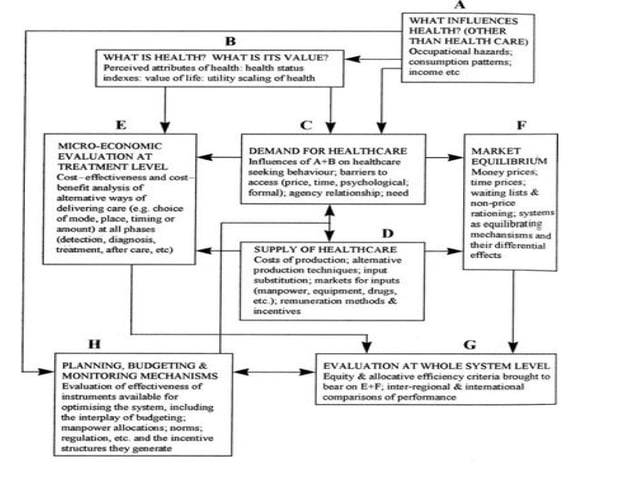 A
WHAT INFLUENCES
HEALTH? (OTHER
THAN HEALTH CARE)
Occupational hazards;
consumption patterns;
income etc
B
WHAT IS HEALTH? WHAT IS ITS VALUE?
Perceived attributes of health: health status
indexes: value of life: utility scaling of health
E
MICRO-ECONOMIC
EVALUATION AT
TREATMENT LEVEL
Cost-effectiveness and cost-
benefit analysis of
alternative ways of
delivering care (e.g. choice
of mode, place, timing or
amount) at all phases
(detection, diagnosis,
treatment, after care, etc)
C
DEMAND FOR HEALTHCARE
Influences of A+B on healthcare
seeking behaviour; barriers to
access (price, time, psychological;
formal); agency relationship; need
F
MARKET
EQUILIBRIUM
Money prices;
time prices;
waiting lists &
non-price
rationing; systems
as equilibrating
mechsisms and
their differential
effects
D
SUPPLY OF HEALTHCARE
Costs of production; alternative
production techniques; input
substitution; markets for inputs
(manpower, equipment, drugs,
etc.); remuneration methods &
incentives
H
PLANNING, BUDGETING &
MONITORING MECHANISMS
Evaluation of effectiveness of
instruments available for
optimising the system, including
the interplay of budgeting;
manpower allocations; norms;
regulation, etc. and the incentive
structures they generate
G
EVALUATION AT WHOLE SYSTEM LEVEL
Equity & allocative efficiency criteria brought to
bear on E+F; inter-regional & international
comparisons of performance